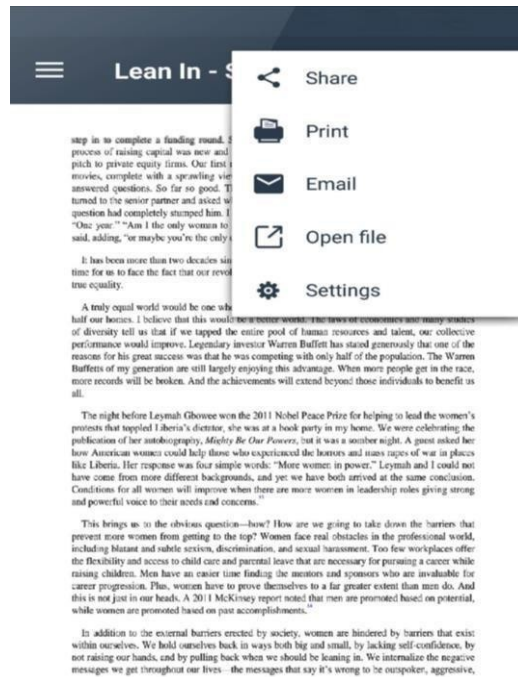 Lean In - S
Share
Print
Email
Open file
Settings
step in to complete a funding round. S
process of raising capital was new and
pitch to private equity firms. Our first
movies, complete with a sprawling vie
answered questions. So far so good. T
turned to the senior partner and asked w
question had completely stumped him. I
"One year." "Am I the only woman to
said, adding, "or maybe you're the only
It has been more than two decades sin
time for us to face the fact that our revol
true equality.
A truly equal world would be one wh
half our homes. I believe that this would be a better world. The laws of economics and many studies
of diversity tell us that if we tapped the entire pool of human resources and talent, our collective
performance would improve. Legendary investor Warren Buffett has stated generously that one of the
reasons for his great success was that he was competing with only half of the population. The Warren
Buffetts of my generation are still largely enjoying this advantage. When more people get in the race,
more records will be broken. And the achievements will extend beyond those individuals to benefit us
all.
The night before Leymah Gbowee won the 2011 Nobel Peace Prize for helping to lead the women's
protests that toppled Liberia's dictator, she was at a book party in my home. We were celebrating the
publication of her autobiography, Mighty Be Our Powers, but it was a somber night. A guest asked her
how American women could help those who experienced the horrors and mass rapes of war in places
like Liberia. Her response was four simple words: "More women in power." Leymah and I could not
have come from more different backgrounds, and yet we have both arrived at the same conclusion.
Conditions for all women will improve when there are more women in leadership roles giving strong
and powerful voice to their needs and concerns.
This brings us to the obvious question—how? How are we going to take down the barriers that
prevent more women from getting to the top? Women face real obstacles in the professional world,
including blatant and subtle sexism, discrimination, and sexual harassment. Too few workplaces offer
the flexibility and access to child care and parental leave that are necessary for pursuing a career while
raising children. Men have an easier time finding the mentors and sponsors who are invaluable for
career progression. Plus, women have to prove themselves to a far greater extent than men do. And
this is not just in our heads. A 2011 McKinsey report noted that men are promoted based on potential,
while women are promoted based on past accomplishments.
In addition to the external barriers erected by society, women are hindered by barriers that exist
within ourselves. We hold ourselves back in ways both big and small, by lacking self-confidence, by
not raising our hands, and by pulling back when we should be leaning in. We internalize the negative
messages we get throughout our lives—the messages that say it's wrong to be outspoken, aggressive,